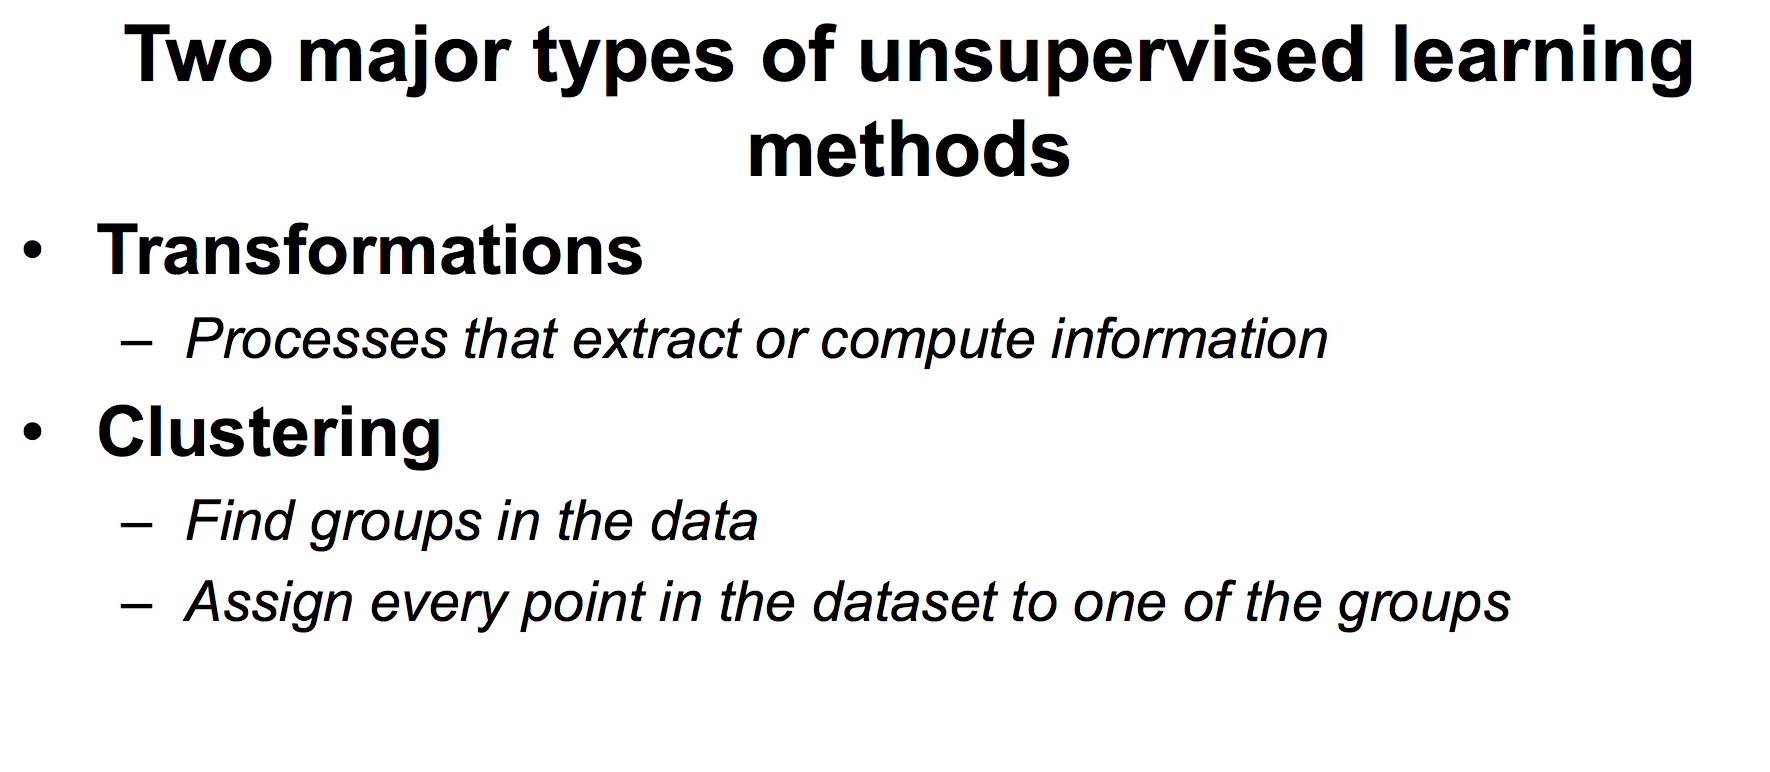 Two major types of unsupervised learning
methods
• Transformations
– Processes that extract or compute information
• Clustering
– Find groups in the data
– Assign every point in the dataset to one of the groups